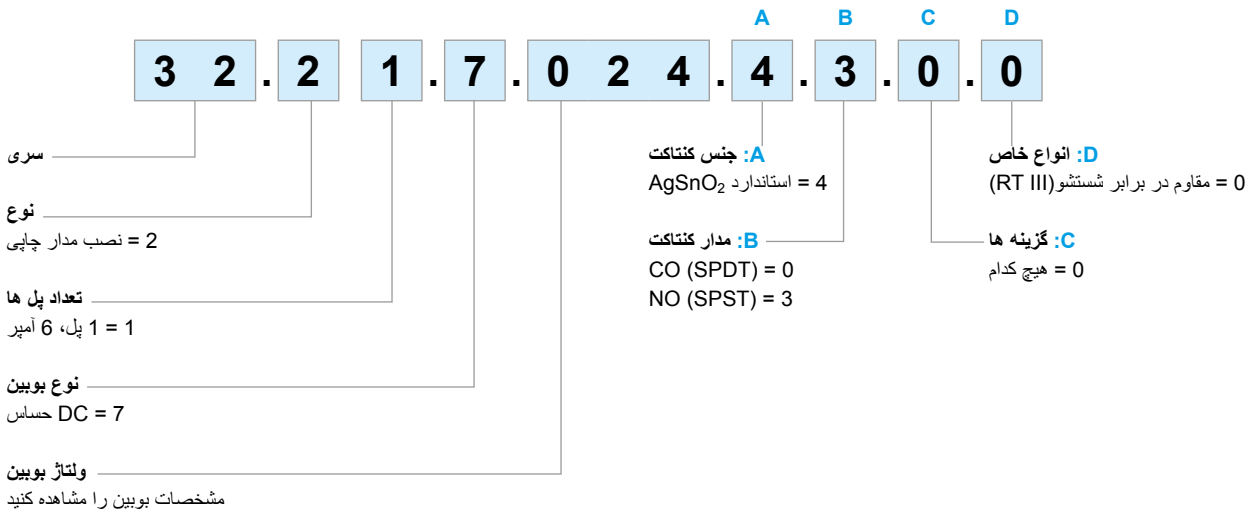 A B C D
3 2 . 2 1 . 7 . 0 2 4 . 4 . 3 . 0 . 0
سری
نوع
2 = نصب مدار چاپی
تعداد پل ها
1 = 1 پل، 6 آمپر
نوع بوبین
7 = DC حساس
ولتاژ بوبین
مشخصات بوبین را مشاهده کنید
A: جنس کنتاکت
4 = استاندارد AgSnO₂
B: مدار کنتاکت
CO (SPDT) = 0
NO (SPST) = 3
D: انواع خاص
0 = مقاوم در برابر شستشو(RT III)
C: گزینه ها
0 = هیچ کدام